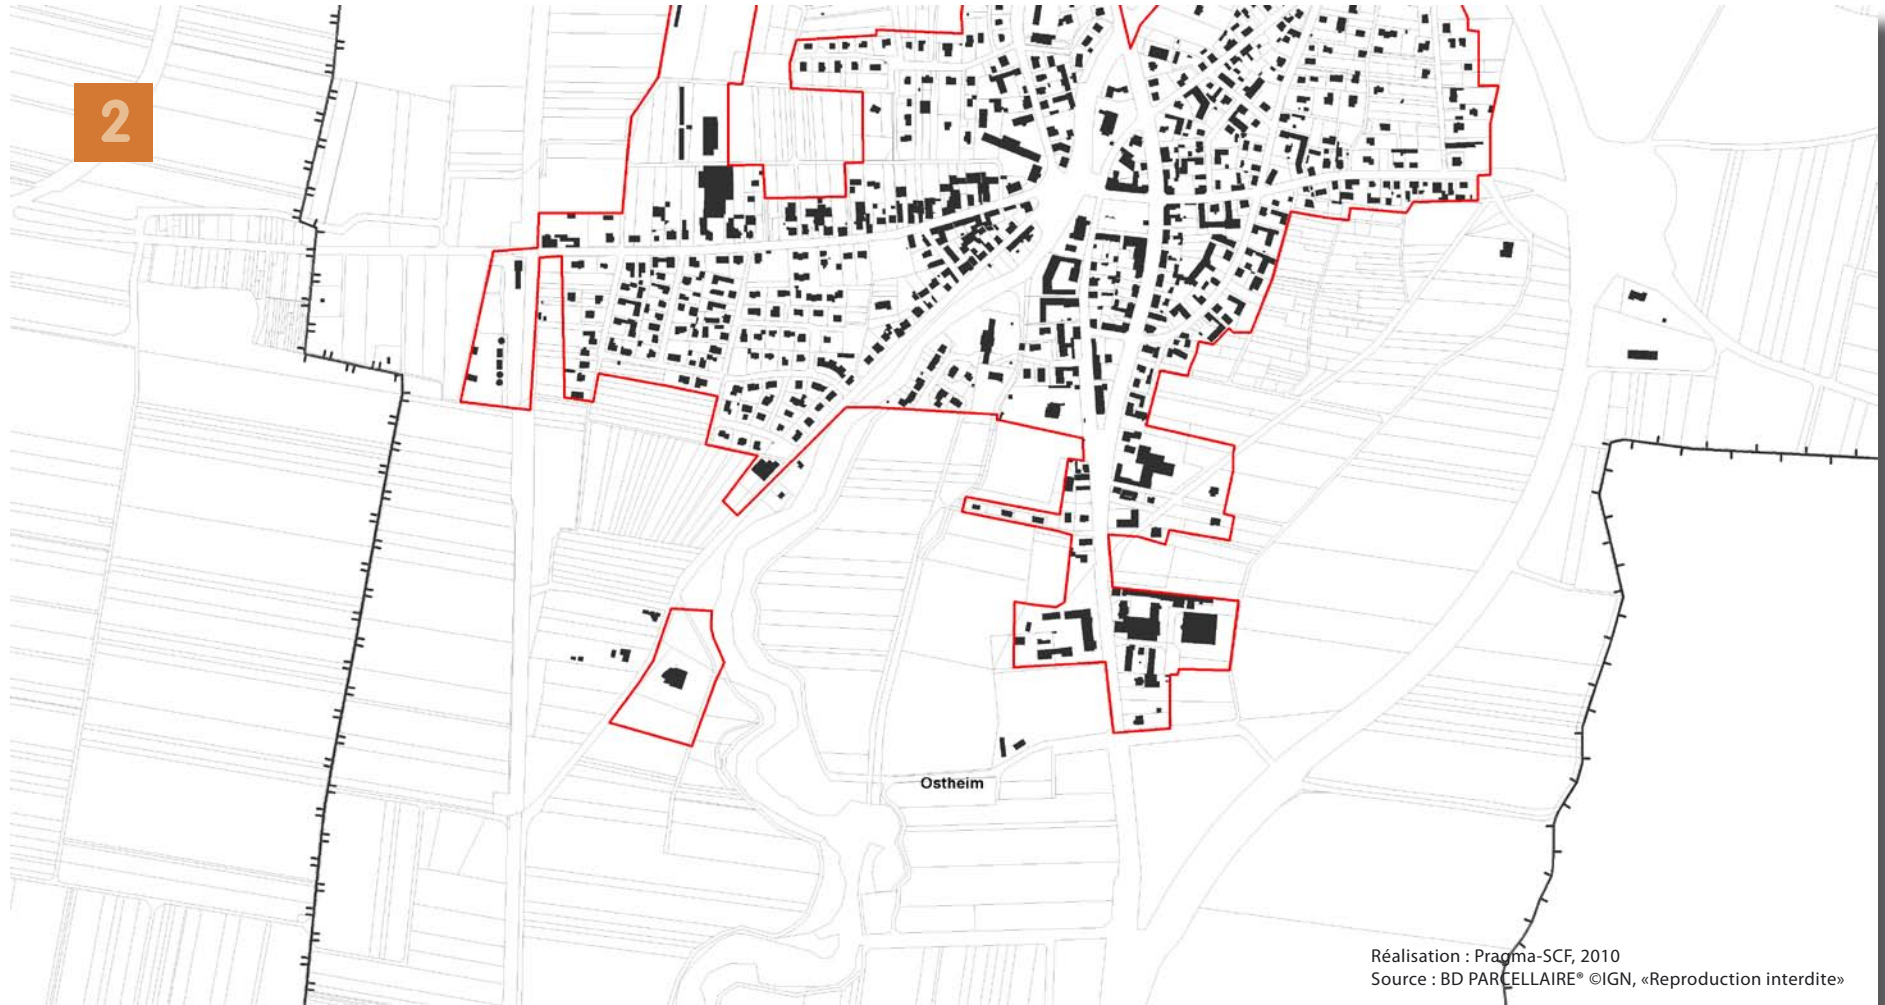 2
Ostheim
Réalisation : Pragma-SCF, 2010
Source : BD PARCELLAIRE® ©IGN, «Reproduction interdite»